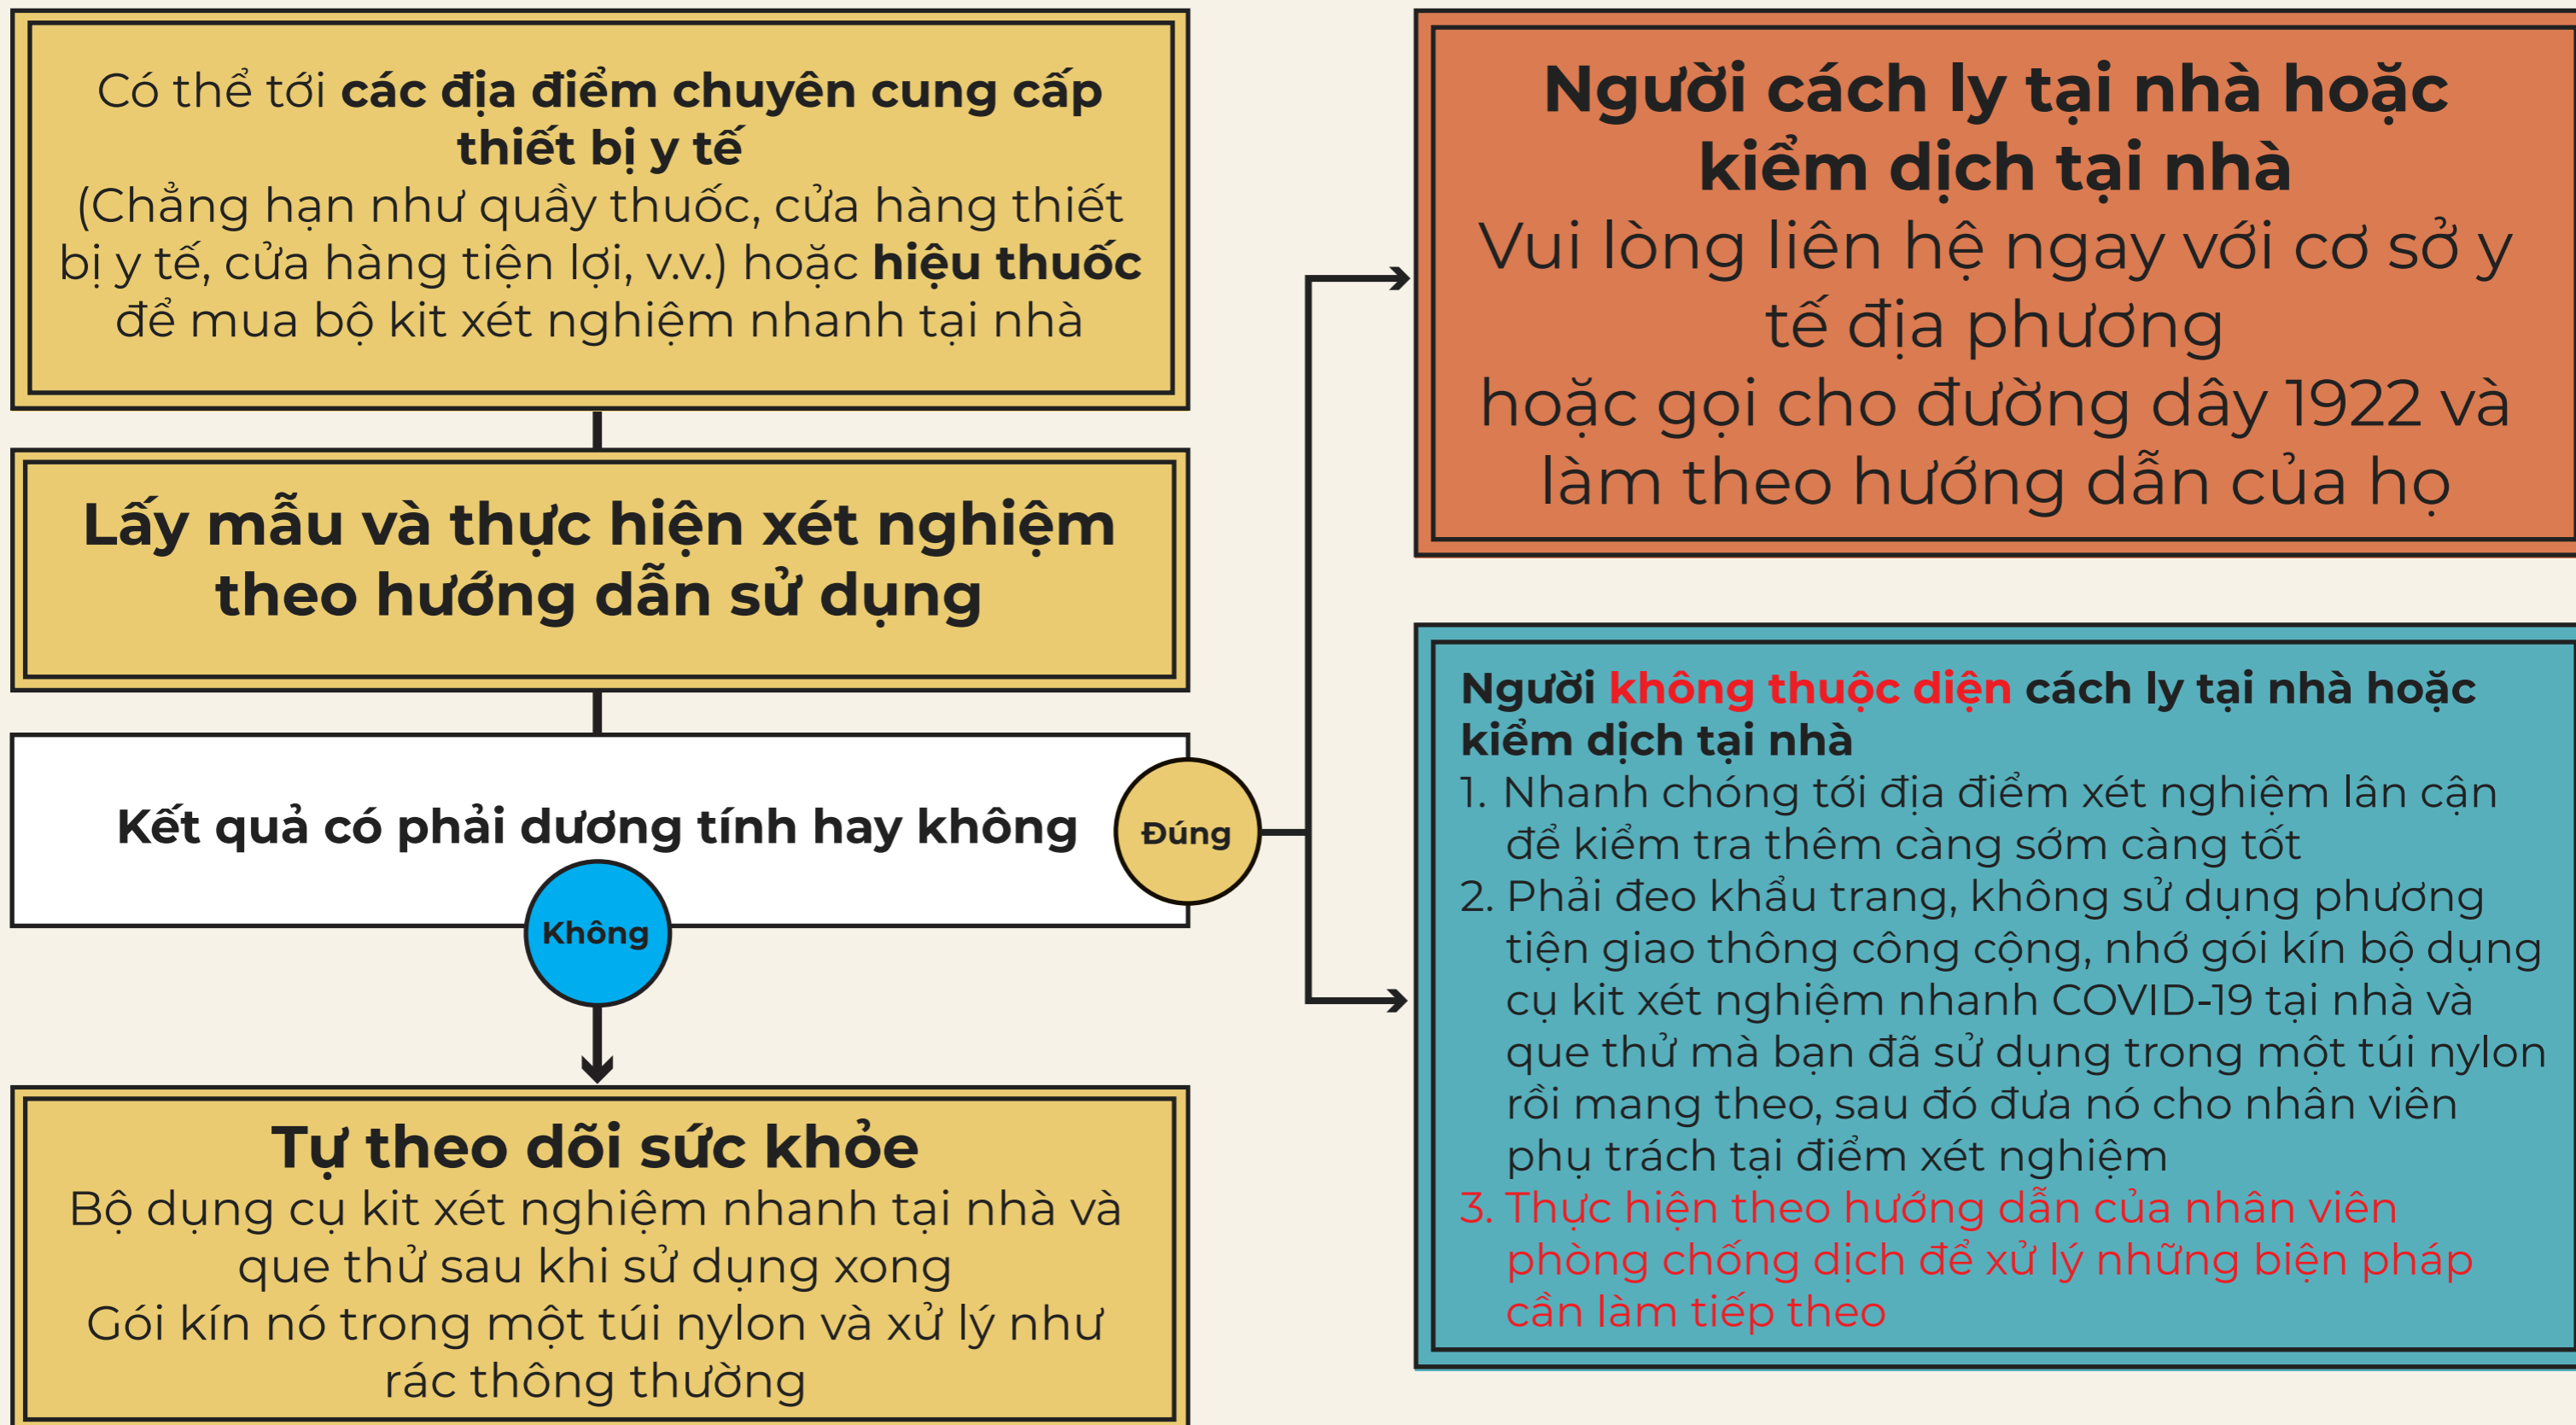 Có thể tới các địa điểm chuyên cung cấp
thiết bị y tế
(Chẳng hạn như quầy thuốc, cửa hàng thiết
bị y tế, cửa hàng tiện lợi, v.v.) hoặc hiệu thuốc
để mua bộ kit xét nghiệm nhanh tại nhà
Lấy mẫu và thực hiện xét nghiệm
theo hướng dẫn sử dụng
Kết quả có phải dương tính hay không
Đúng
Không
Tự theo dõi sức khỏe
Bộ dụng cụ kit xét nghiệm nhanh tại nhà và
que thử sau khi sử dụng xong
Gói kín nó trong một túi nylon và xử lý như
rác thông thường
Người cách ly tại nhà hoặc
kiểm dịch tại nhà
Vui lòng liên hệ ngay với cơ sở y
tế địa phương
hoặc gọi cho đường dây 1922 và
làm theo hướng dẫn của họ
Người không thuộc diện cách ly tại nhà hoặc
kiểm dịch tại nhà
1. Nhanh chóng tới địa điểm xét nghiệm lân cận
để kiểm tra thêm càng sớm càng tốt
2. Phải đeo khẩu trang, không sử dụng phương
tiện giao thông công cộng, nhớ gói kín bộ dụng
cụ kit xét nghiệm nhanh COVID-19 tại nhà và
que thử mà bạn đã sử dụng trong một túi nylon
rồi mang theo, sau đó đưa nó cho nhân viên
phụ trách tại điểm xét nghiệm
3. Thực hiện theo hướng dẫn của nhân viên
phòng chống dịch để xử lý những biện pháp
cần làm tiếp theo